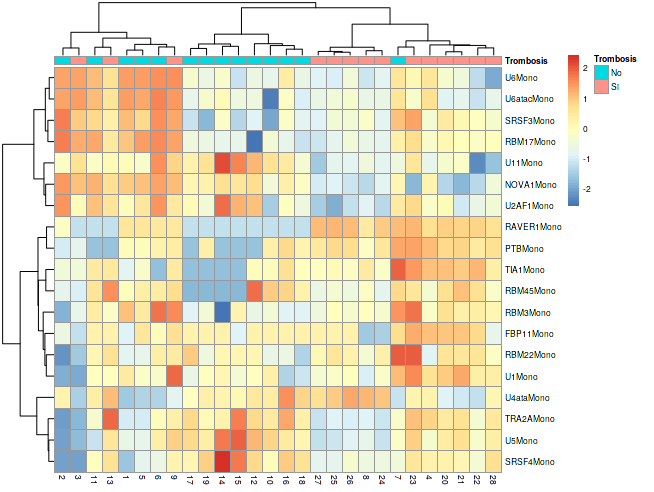 Trombosis
U6Mono
U6atacMono
SRSF3Mono
RBM17Mono
U11Mono
NOVA1Mono
U2AF1Mono
RAVER1Mono
PTBMono
TIA1Mono
RBM45Mono
RBM3Mono
FBP11Mono
RBM22Mono
U1Mono
U4ataMono
TRA2AMono
U5Mono
SRSF4Mono
2 3 11 13 1 5 6 9 17 19 14 15 12 10 16 18 27 25 26 8 24 7 23 4 20 21 22 28
2
1
0
-1
-2
Trombosis
No
SI